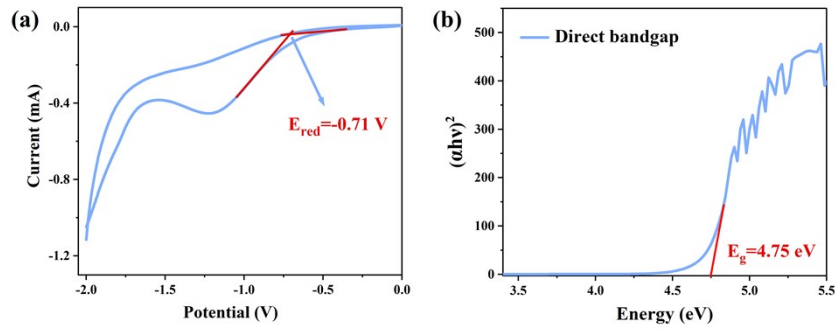 (a)
0.0
-0.4
-0.8
-1.2
Current (mA)
E_red=-0.71 V
-2.0 -1.5 -1.0 -0.5 0.0
Potential (V)
(b)
500
400
300
200
100
0
(αhν)²
Direct bandgap
E_g=4.75 eV
3.5 4.0 4.5 5.0 5.5
Energy (eV)